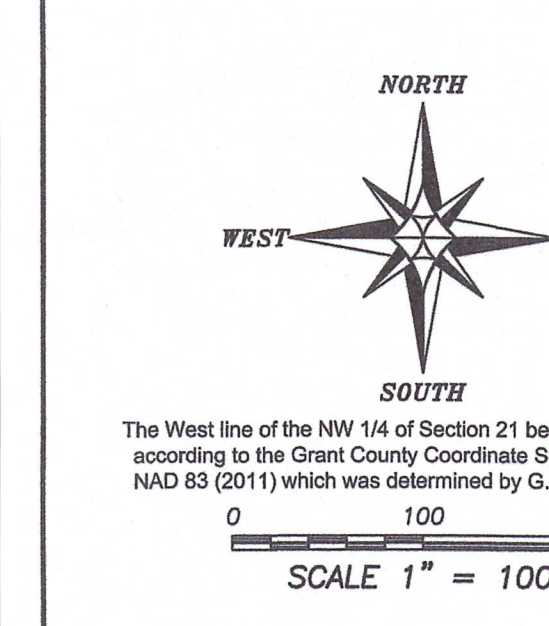 NORTH
WEST
SOUTH
The West line of the NW 1/4 of Section 21 be
according to the Grant County Coordinate S
NAD 83 (2011) which was determined by G.
0 100
SCALE 1" = 100